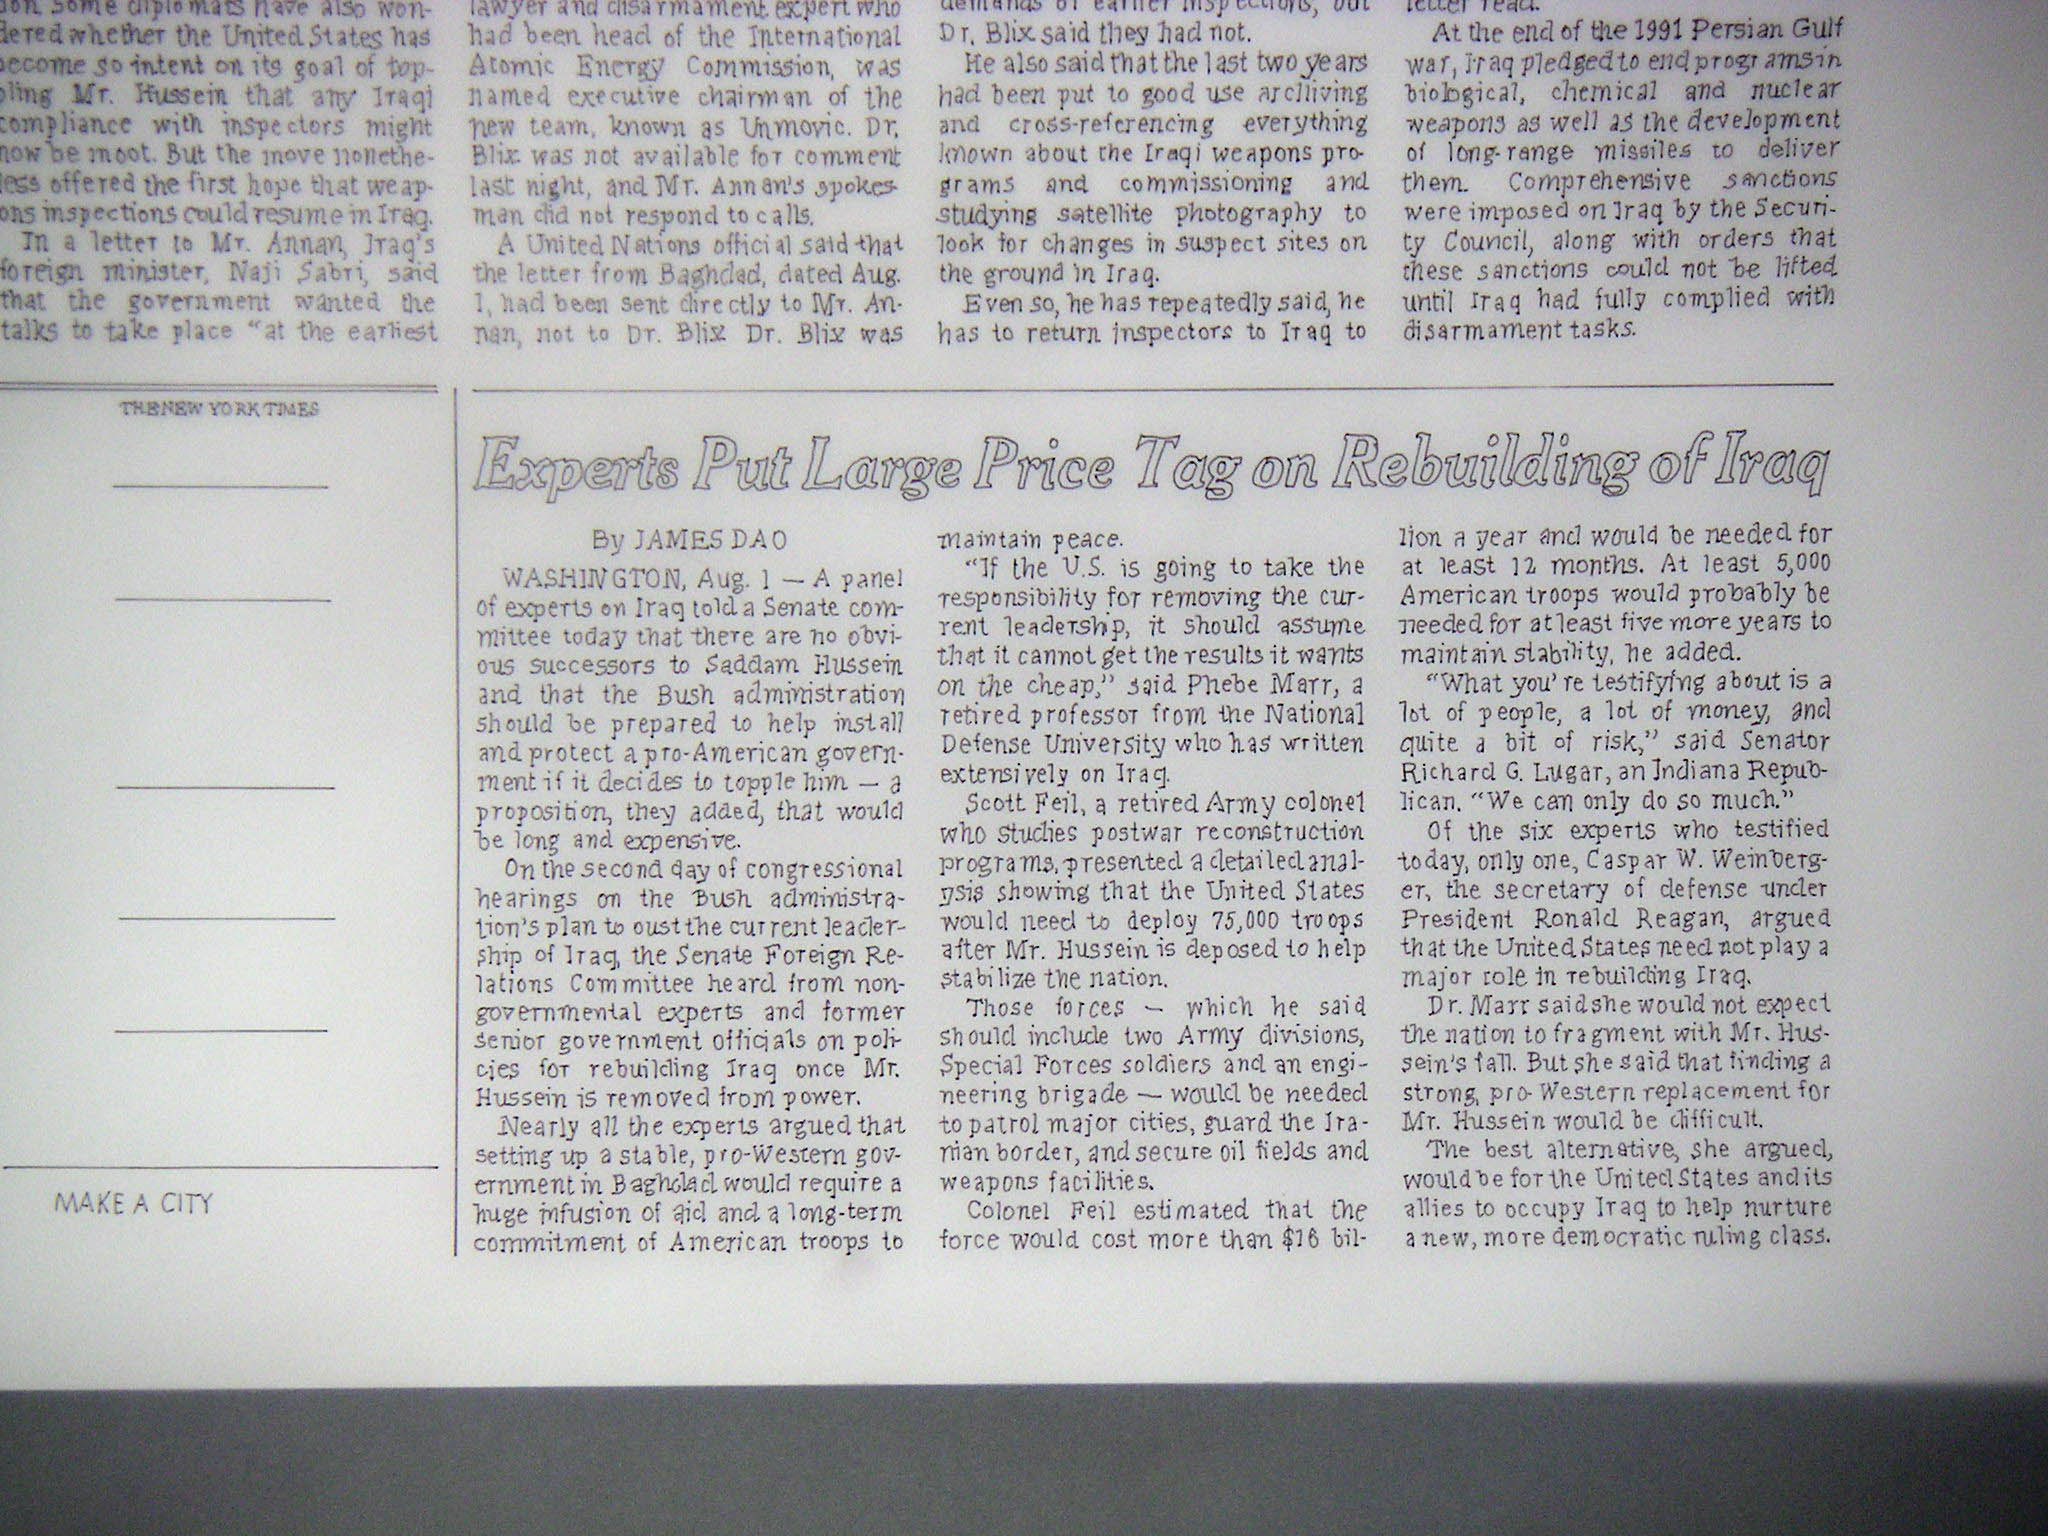 ion. Some diplomats have also won-
dered whether the United States has
become so intent on its goal of top-
pling Mr. Hussein that any Iraqi
compliance with inspectors might
now be moot. But the move nonethe-
less offered the first hope that weap-
ons inspections could resume in Iraq.
In a letter to Mr. Annan, Iraq's
foreign minister, Naji Sabri, said
that the government wanted the
talks to take place "at the earliest
lawyer and disarmament expert who
had been head of the International
Atomic Energy Commission, was
named executive chairman of the
new team, known as Unmovic. Dr.
Blix was not available for comment
last night, and Mr. Annan's spokes-
man did not respond to calls.
A United Nations official said that
the letter from Baghdad, dated Aug.
1, had been sent directly to Mr. An-
nan, not to Dr. Blix Dr. Blix was
demands of earlier inspections, but
Dr. Blix said they had not.
He also said that the last two years
had been put to good use arclliving
and cross-referencing everything
known about the Iraqi weapons pro-
grams and commissioning and
studying satellite photography to
look for changes in suspect sites on
the ground in Iraq.
Even so, he has repeatedly said, he
has to return inspectors to Iraq to
letter read.
At the end of the 1991 Persian Gulf
war, Iraq pledged to end programs in
biological, chemical and nuclear
weapons as well as the development
of long-range missiles to deliver
them. Comprehensive sanctions
were imposed on Iraq by the Securi-
ty Council, along with orders that
these sanctions could not be lifted
until Iraq had fully complied with
disarmament tasks.
THE NEW YORK TIMES
MAKE A CITY
Experts Put Large Price Tag on Rebuilding of Iraq
By JAMES DAO
WASHINGTON, Aug. 1 — A panel
of experts on Iraq told a Senate com-
mittee today that there are no obvi-
ous successors to Saddam Hussein
and that the Bush administration
should be prepared to help install
and protect a pro-American govern-
ment if it decides to topple him — a
proposition, they added, that would
be long and expensive.
On the second day of congressional
hearings on the Bush administra-
tion's plan to oust the current leader-
ship of Iraq, the Senate Foreign Re-
lations Committee heard from non-
governmental experts and former
senior government officials on poli-
cies for rebuilding Iraq once Mr.
Hussein is removed from power.
Nearly all the experts argued that
setting up a stable, pro-Western gov-
ernment in Baghdad would require a
huge infusion of aid and a long-term
commitment of American troops to
maintain peace.
"If the U.S. is going to take the
responsibility for removing the cur-
rent leadership, it should assume
that it cannot get the results it wants
on the cheap," said Phebe Marr, a
retired professor from the National
Defense University who has written
extensively on Iraq.
Scott Feil, a retired Army colonel
who studies postwar reconstruction
programs, presented a detailed anal-
ysis showing that the United States
would need to deploy 75,000 troops
after Mr. Hussein is deposed to help
stabilize the nation.
Those forces — which he said
should include two Army divisions,
Special Forces soldiers and an engi-
neering brigade — would be needed
to patrol major cities, guard the Ira-
nian border, and secure oil fields and
weapons facilities.
Colonel Feil estimated that the
force would cost more than $16 bil-
lion a year and would be needed for
at least 12 months. At least 5,000
American troops would probably be
needed for at least five more years to
maintain stability, he added.
"What you're testifying about is a
lot of people, a lot of money, and
quite a bit of risk," said Senator
Richard G. Lugar, an Indiana Repub-
lican. "We can only do so much."
Of the six experts who testified
today, only one, Caspar W. Weinberg-
er, the secretary of defense under
President Ronald Reagan, argued
that the United States need not play a
major role in rebuilding Iraq.
Dr. Marr said she would not expect
the nation to fragment with Mr. Hus-
sein's fall. But she said that finding a
strong, pro-Western replacement for
Mr. Hussein would be difficult.
The best alternative, she argued,
would be for the United States and its
allies to occupy Iraq to help nurture
a new, more democratic ruling class.